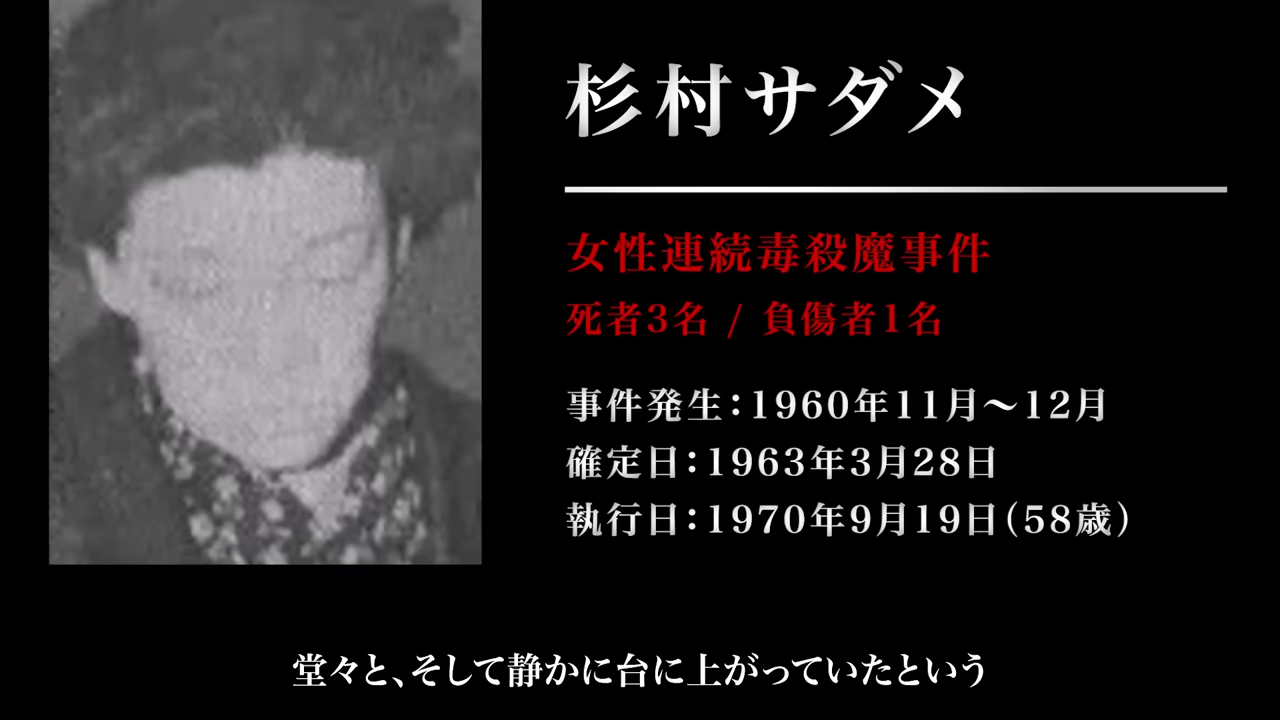 杉村サダメ
女性連続毒殺魔事件
死者3名 / 負傷者1名
事件発生：1960年11月～12月
確定日：1963年3月28日
執行日：1970年9月19日（58歳）
堂々と、そして静かに台に上がっていたという